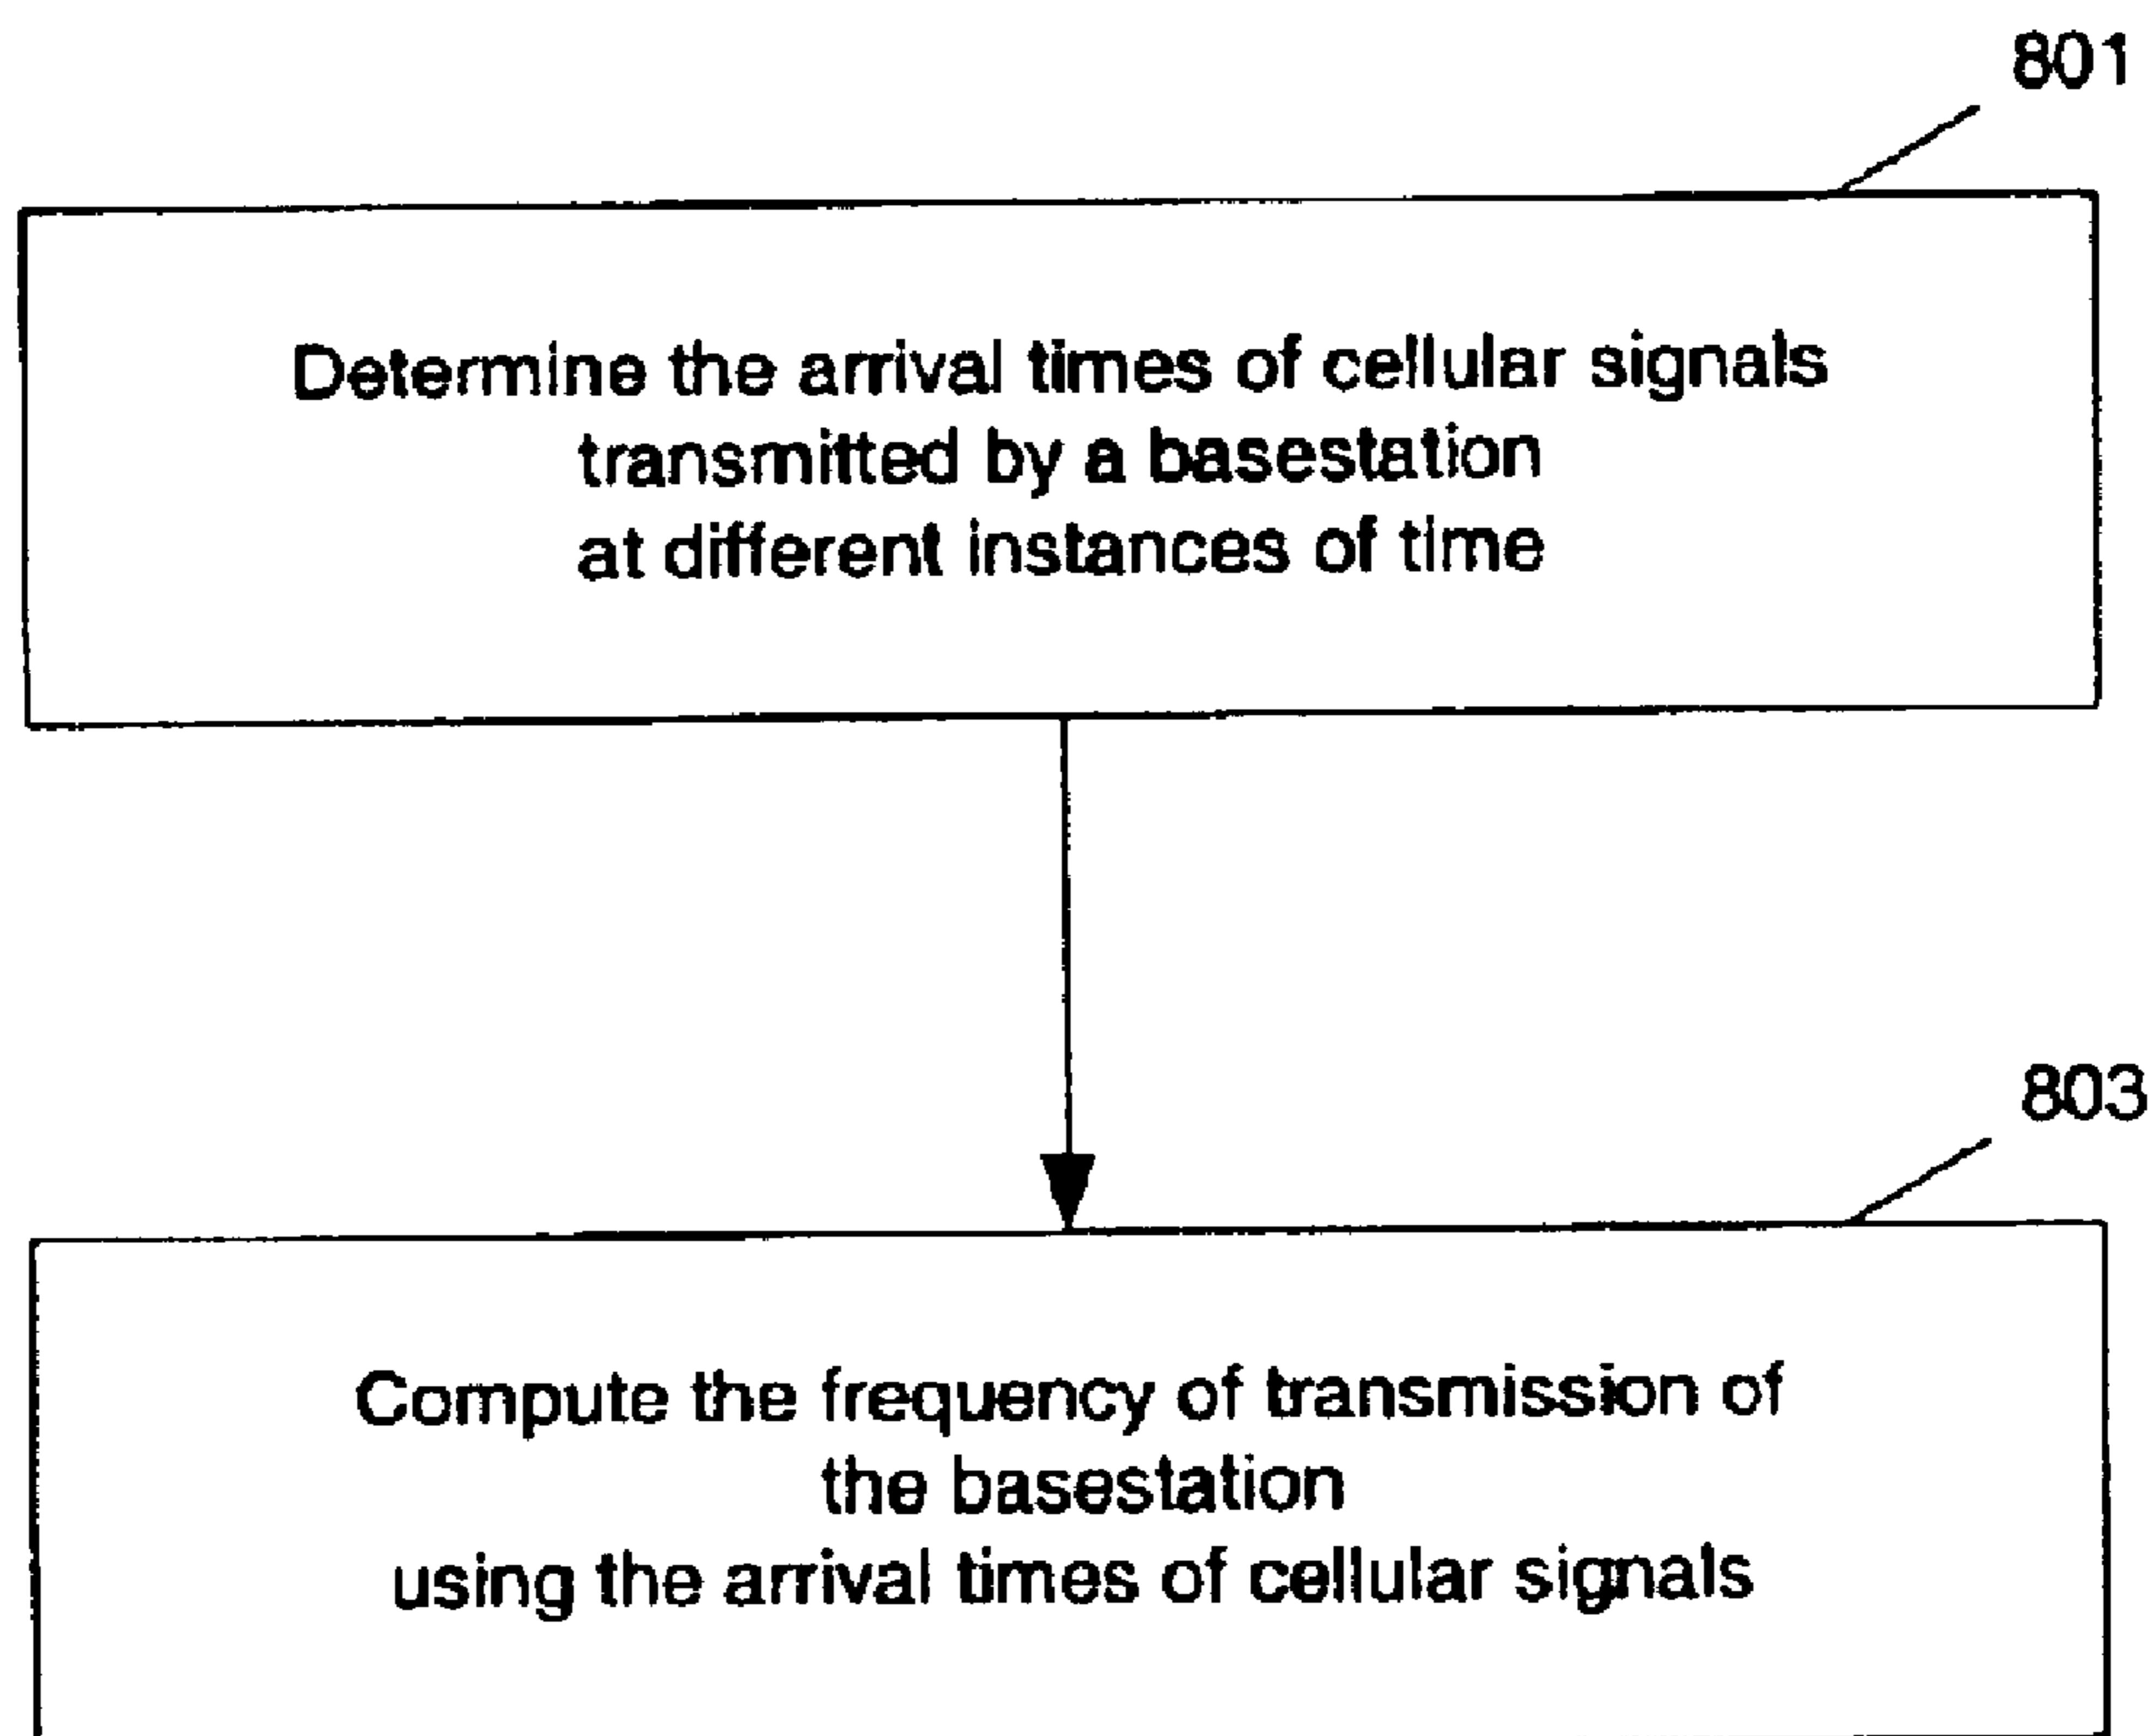 801
Determine the arrival times of cellular signals
transmitted by a basestation
at different instances of time
803
Compute the frequency of transmission of
the basestation
using the arrival times of cellular signals